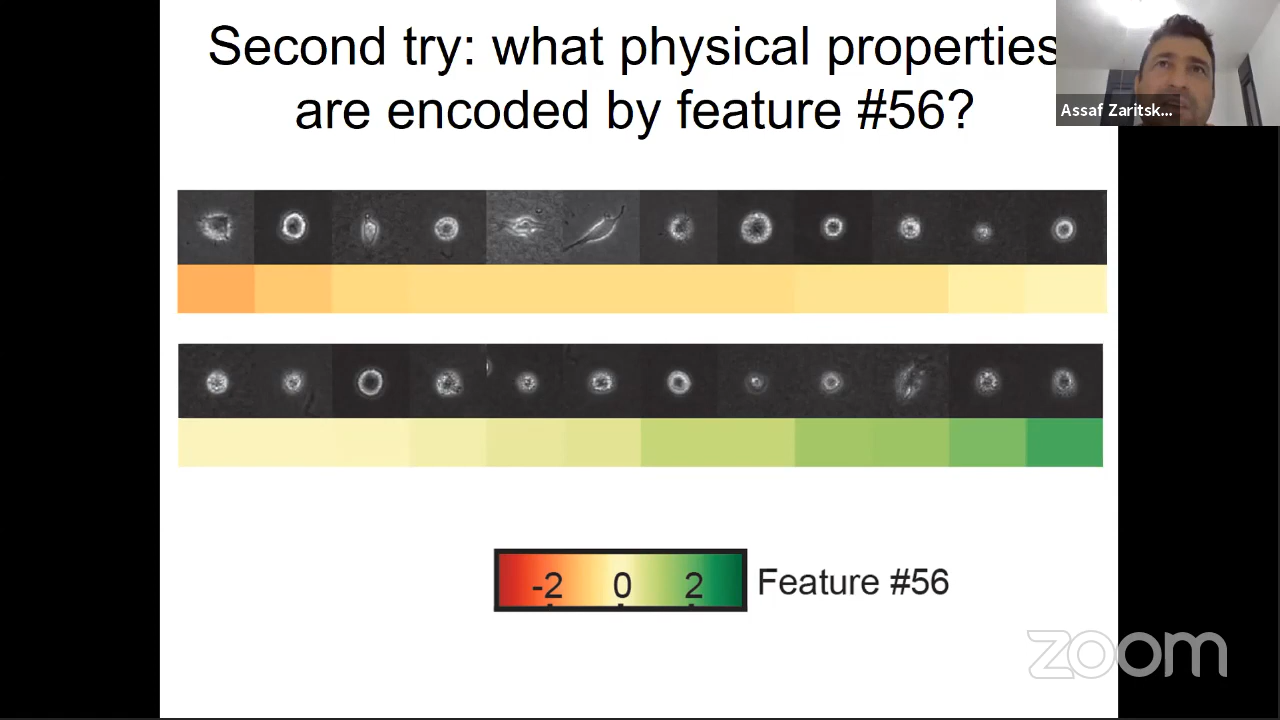 Second try: what physical properties
are encoded by feature #56?
Assaf Zaritsk...
-2 0 2 Feature #56
zoom